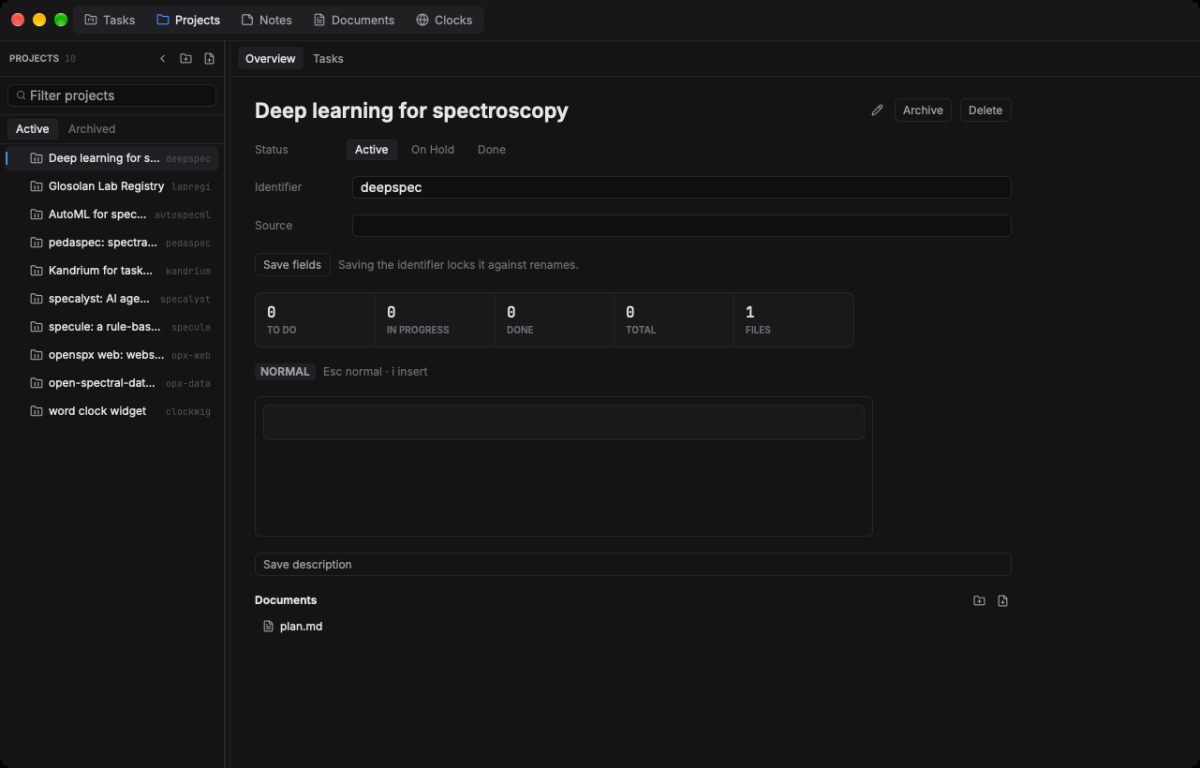 Tasks Projects Notes Documents Clocks
PROJECTS 10
Filter projects
Active Archived
Deep learning for s... deepspec
Glosolan Lab Registry labregi
AutoML for spec... autospecml
pedaspec: spectra... pedaspec
Kandrium for task... kandrium
specalyst: AI age... specalyst
specule: a rule-bas... specule
openspx web: webs... opx-web
open-spectral-dat... opx-data
word clock widget clockwig
Overview Tasks
Deep learning for spectroscopy Archive Delete
Status Active On Hold Done
Identifier deepspec
Source
Save fields Saving the identifier locks it against renames.
0 0 0 0 1
TO DO IN PROGRESS DONE TOTAL FILES
NORMAL Esc normal · i insert
Save description
Documents
plan.md